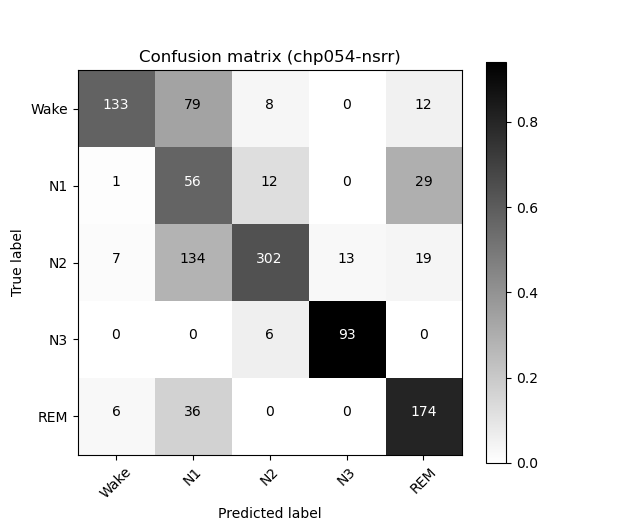 Confusion matrix (chp054-nsrr)
True label
Wake 133 79 8 0 12
N1 1 56 12 0 29
N2 7 134 302 13 19
N3 0 0 6 93 0
REM 6 36 0 0 174
Wake N1 N2 N3 REM
Predicted label
0.8
0.6
0.4
0.2
0.0